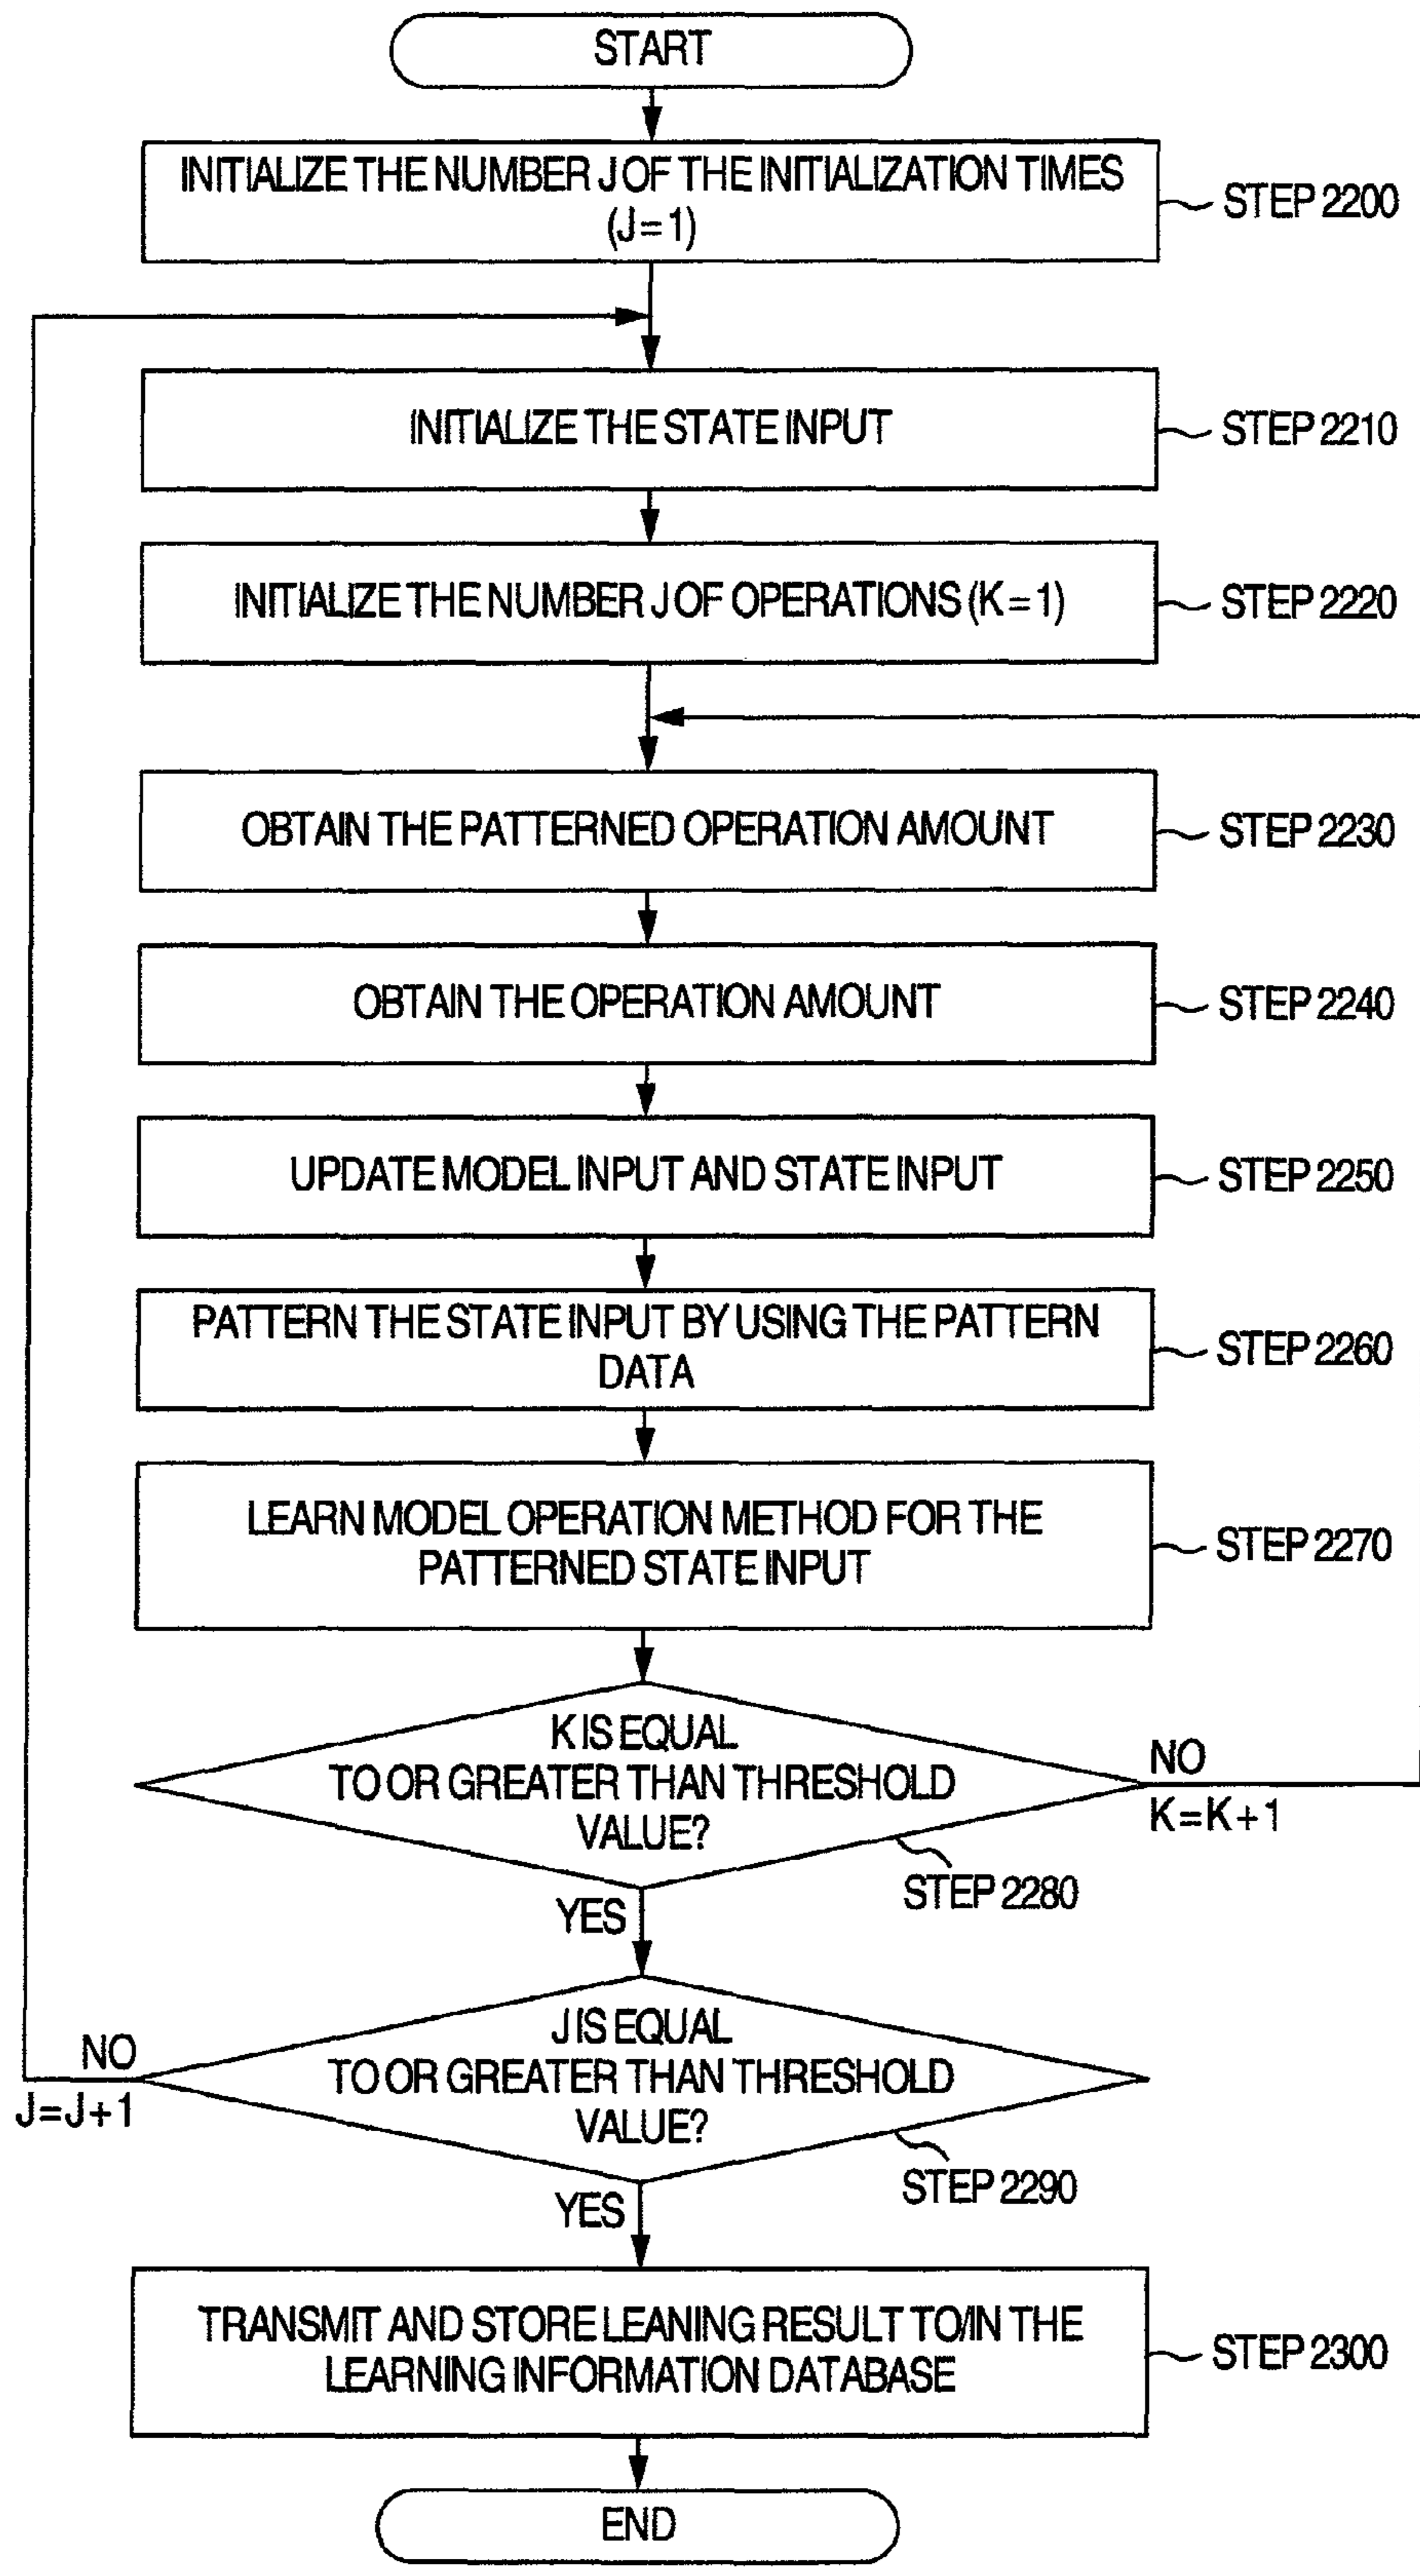 START
INITIALIZE THE NUMBER J OF THE INITIALIZATION TIMES
(J=1)
STEP 2200
INITIALIZE THE STATE INPUT
STEP 2210
INITIALIZE THE NUMBER J OF OPERATIONS (K=1)
STEP 2220
OBTAIN THE PATTERNED OPERATION AMOUNT
STEP 2230
OBTAIN THE OPERATION AMOUNT
STEP 2240
UPDATE MODEL INPUT AND STATE INPUT
STEP 2250
PATTERN THE STATE INPUT BY USING THE PATTERN
DATA
STEP 2260
LEARN MODEL OPERATION METHOD FOR THE
PATTERNED STATE INPUT
STEP 2270
K IS EQUAL
TO OR GREATER THAN THRESHOLD
VALUE?
NO
K=K+1
STEP 2280
YES
J IS EQUAL
TO OR GREATER THAN THRESHOLD
VALUE?
NO
J=J+1
STEP 2290
YES
TRANSMIT AND STORE LEANING RESULT TO/IN THE
LEARNING INFORMATION DATABASE
STEP 2300
END